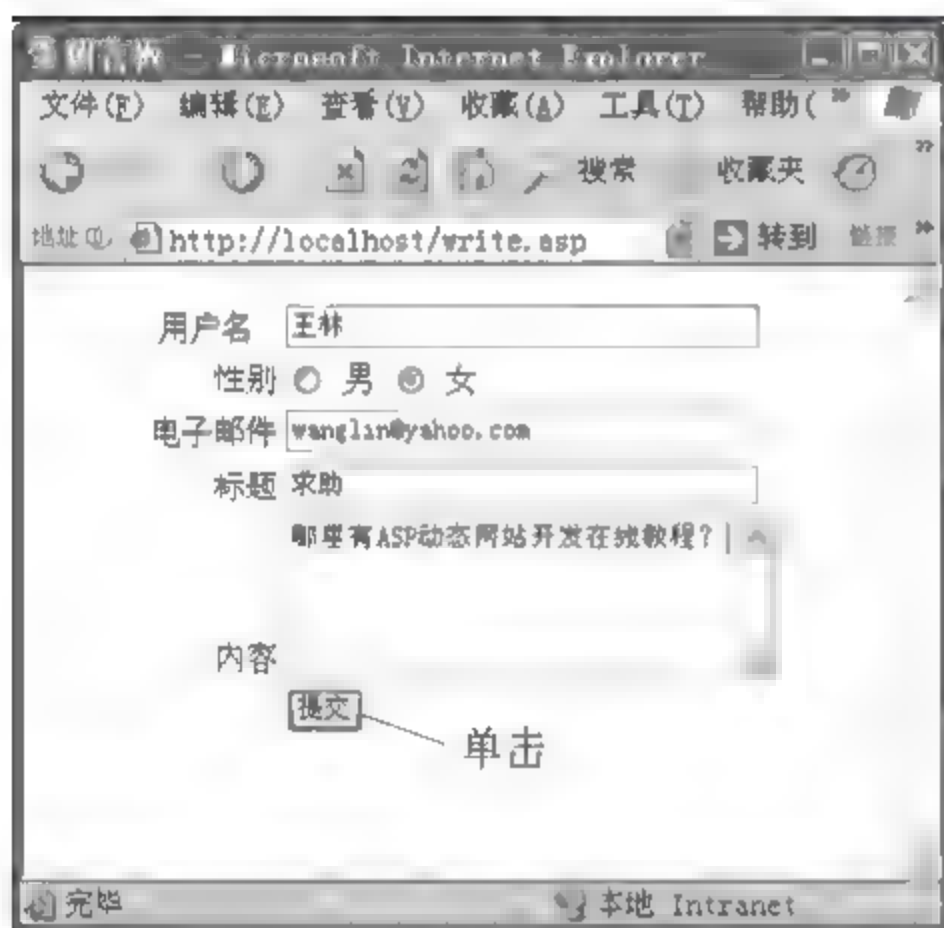 - Microsoft Internet Explorer
文件(F) 编辑(E) 查看(V) 收藏(A) 工具(T) 帮助( »
搜索 收藏夹 »
地址(D) http://localhost/write.asp 转到 链接 »
用户名 王林
性别 男 女
电子邮件 wanglin@yahoo.com
标题 求助
哪里有ASP动态网站开发在线教程?
内容
提交
单击
完毕 本地 Intranet